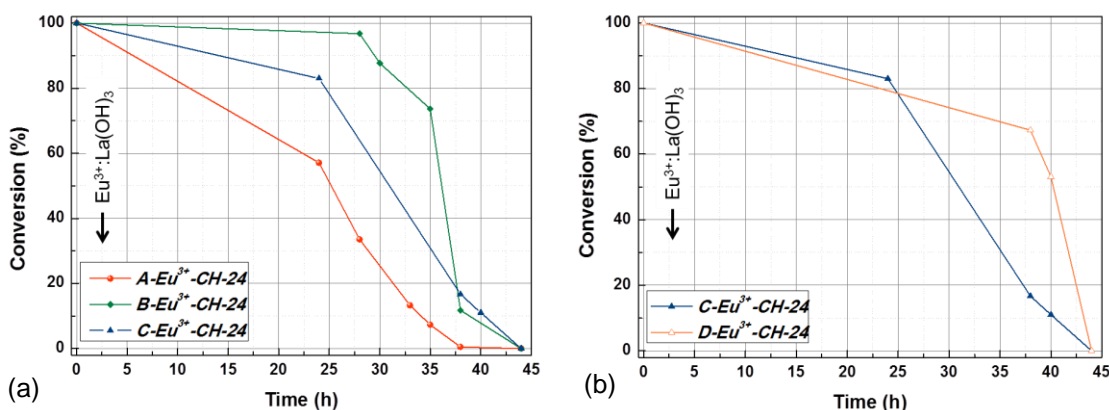 100
80
60
40
20
0
Conversion (%)
Eu³⁺:La(OH)₃
A-Eu³⁺-CH-24
B-Eu³⁺-CH-24
C-Eu³⁺-CH-24
0 5 10 15 20 25 30 35 40 45
Time (h)
(a)
100
80
60
40
20
0
Conversion (%)
Eu³⁺:La(OH)₃
C-Eu³⁺-CH-24
D-Eu³⁺-CH-24
0 5 10 15 20 25 30 35 40 45
Time (h)
(b)